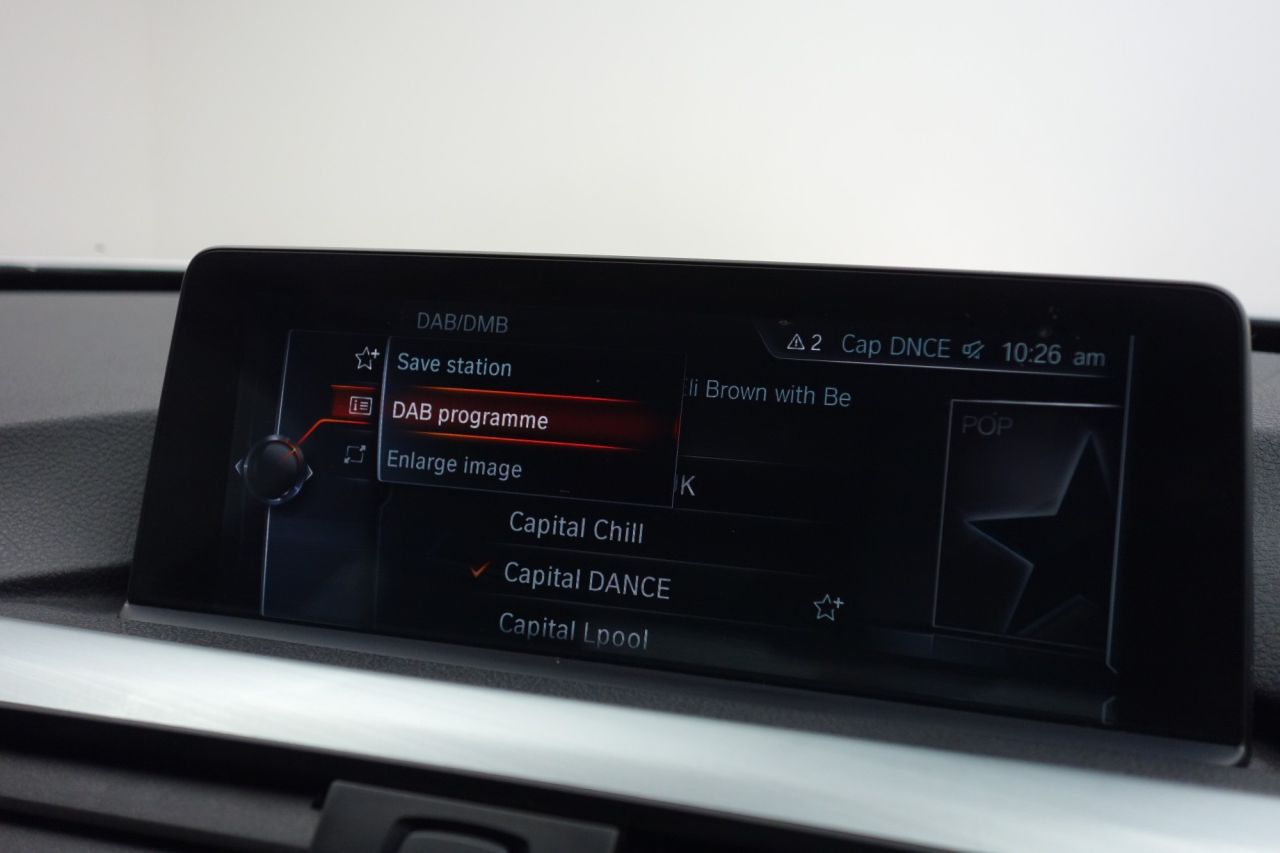 DAB/DMB
2 Cap DNCE 10:26 am
Save station
li Brown with Be
DAB programme
POP
Enlarge image
K
Capital Chill
Capital DANCE
Capital Lpool